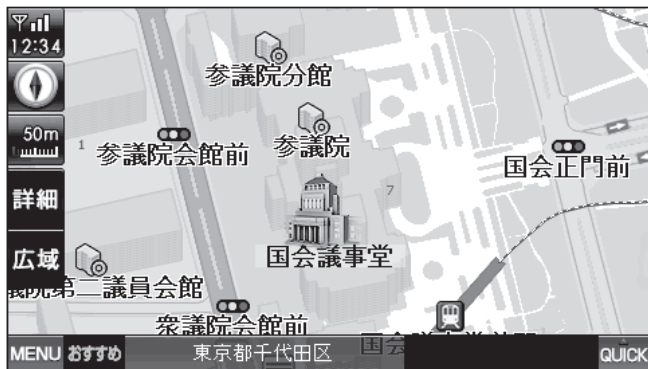 12:34
参議院分館
50m
1
参議院会館前
参議院
国会正門前
詳細
7
広域
国会議事堂
議院第二議員会館
衆議院会館前
MENU
おすすめ
東京都千代田区
QUICK